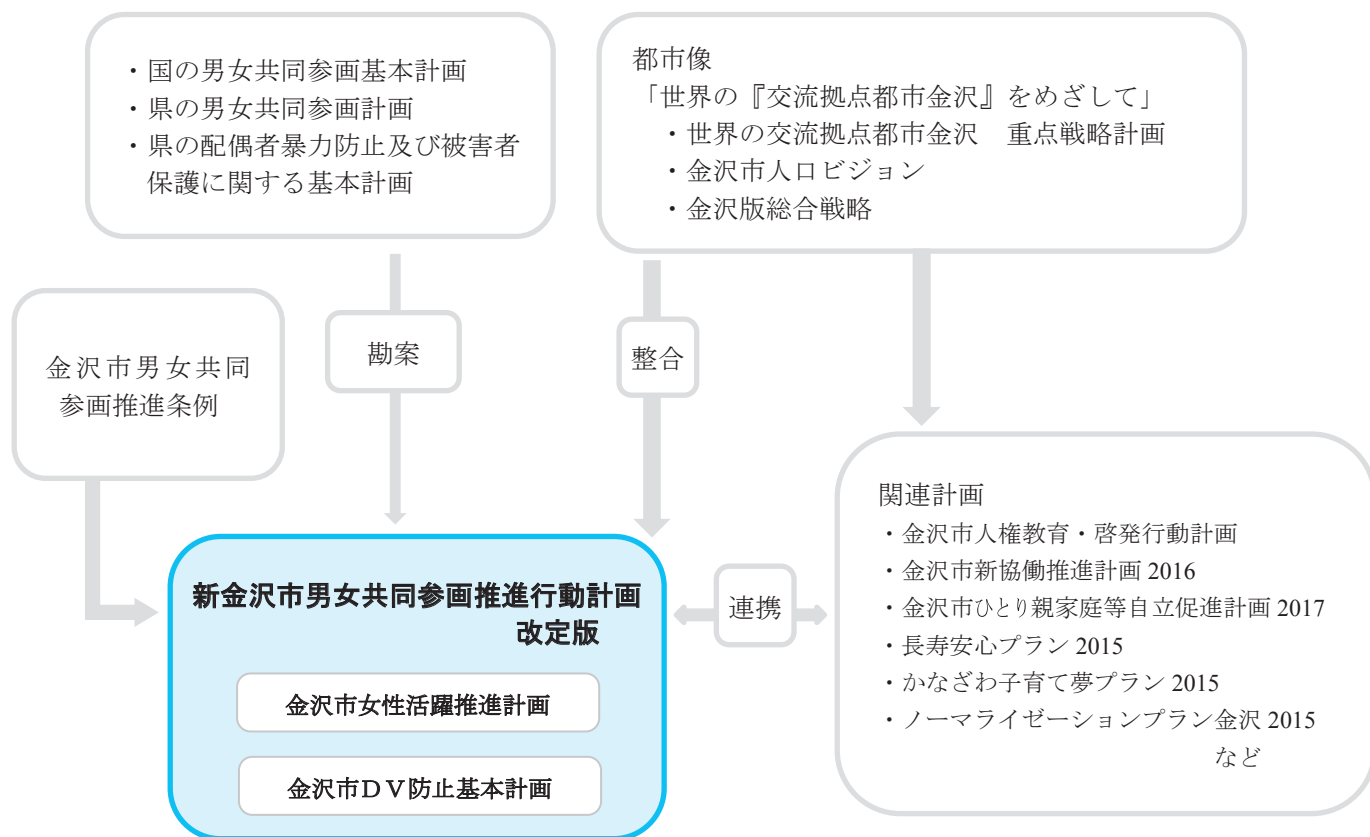 ・国の男女共同参画基本計画
・県の男女共同参画計画
・県の配偶者暴力防止及び被害者
保護に関する基本計画
都市像
「世界の『交流拠点都市金沢』をめざして」
・世界の交流拠点都市金沢　重点戦略計画
・金沢市人口ビジョン
・金沢版総合戦略
金沢市男女共同
参画推進条例
勘案
整合
新金沢市男女共同参画推進行動計画
改定版
金沢市女性活躍推進計画
金沢市ＤＶ防止基本計画
連携
関連計画
・金沢市人権教育・啓発行動計画
・金沢市新協働推進計画 2016
・金沢市ひとり親家庭等自立促進計画 2017
・長寿安心プラン 2015
・かなざわ子育て夢プラン 2015
・ノーマライゼーションプラン金沢 2015
など